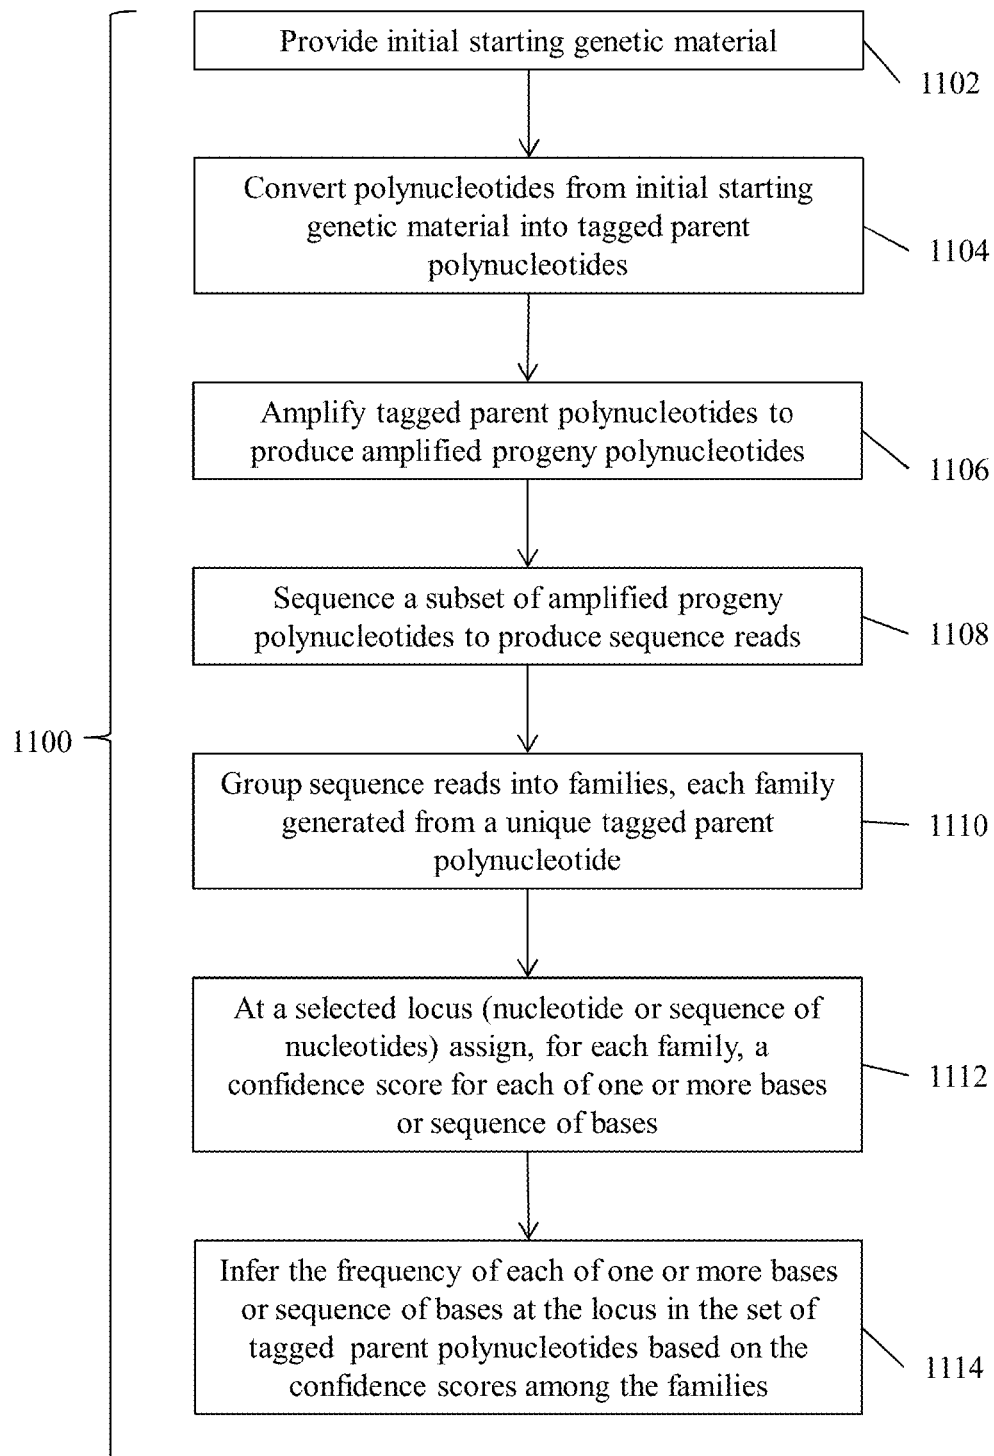 Provide initial starting genetic material
1102
Convert polynucleotides from initial starting
genetic material into tagged parent
polynucleotides
1104
Amplify tagged parent polynucleotides to
produce amplified progeny polynucleotides
1106
Sequence a subset of amplified progeny
polynucleotides to produce sequence reads
1108
1100
Group sequence reads into families, each family
generated from a unique tagged parent
polynucleotide
1110
At a selected locus (nucleotide or sequence of
nucleotides) assign, for each family, a
confidence score for each of one or more bases
or sequence of bases
1112
Infer the frequency of each of one or more bases
or sequence of bases at the locus in the set of
tagged parent polynucleotides based on the
confidence scores among the families
1114